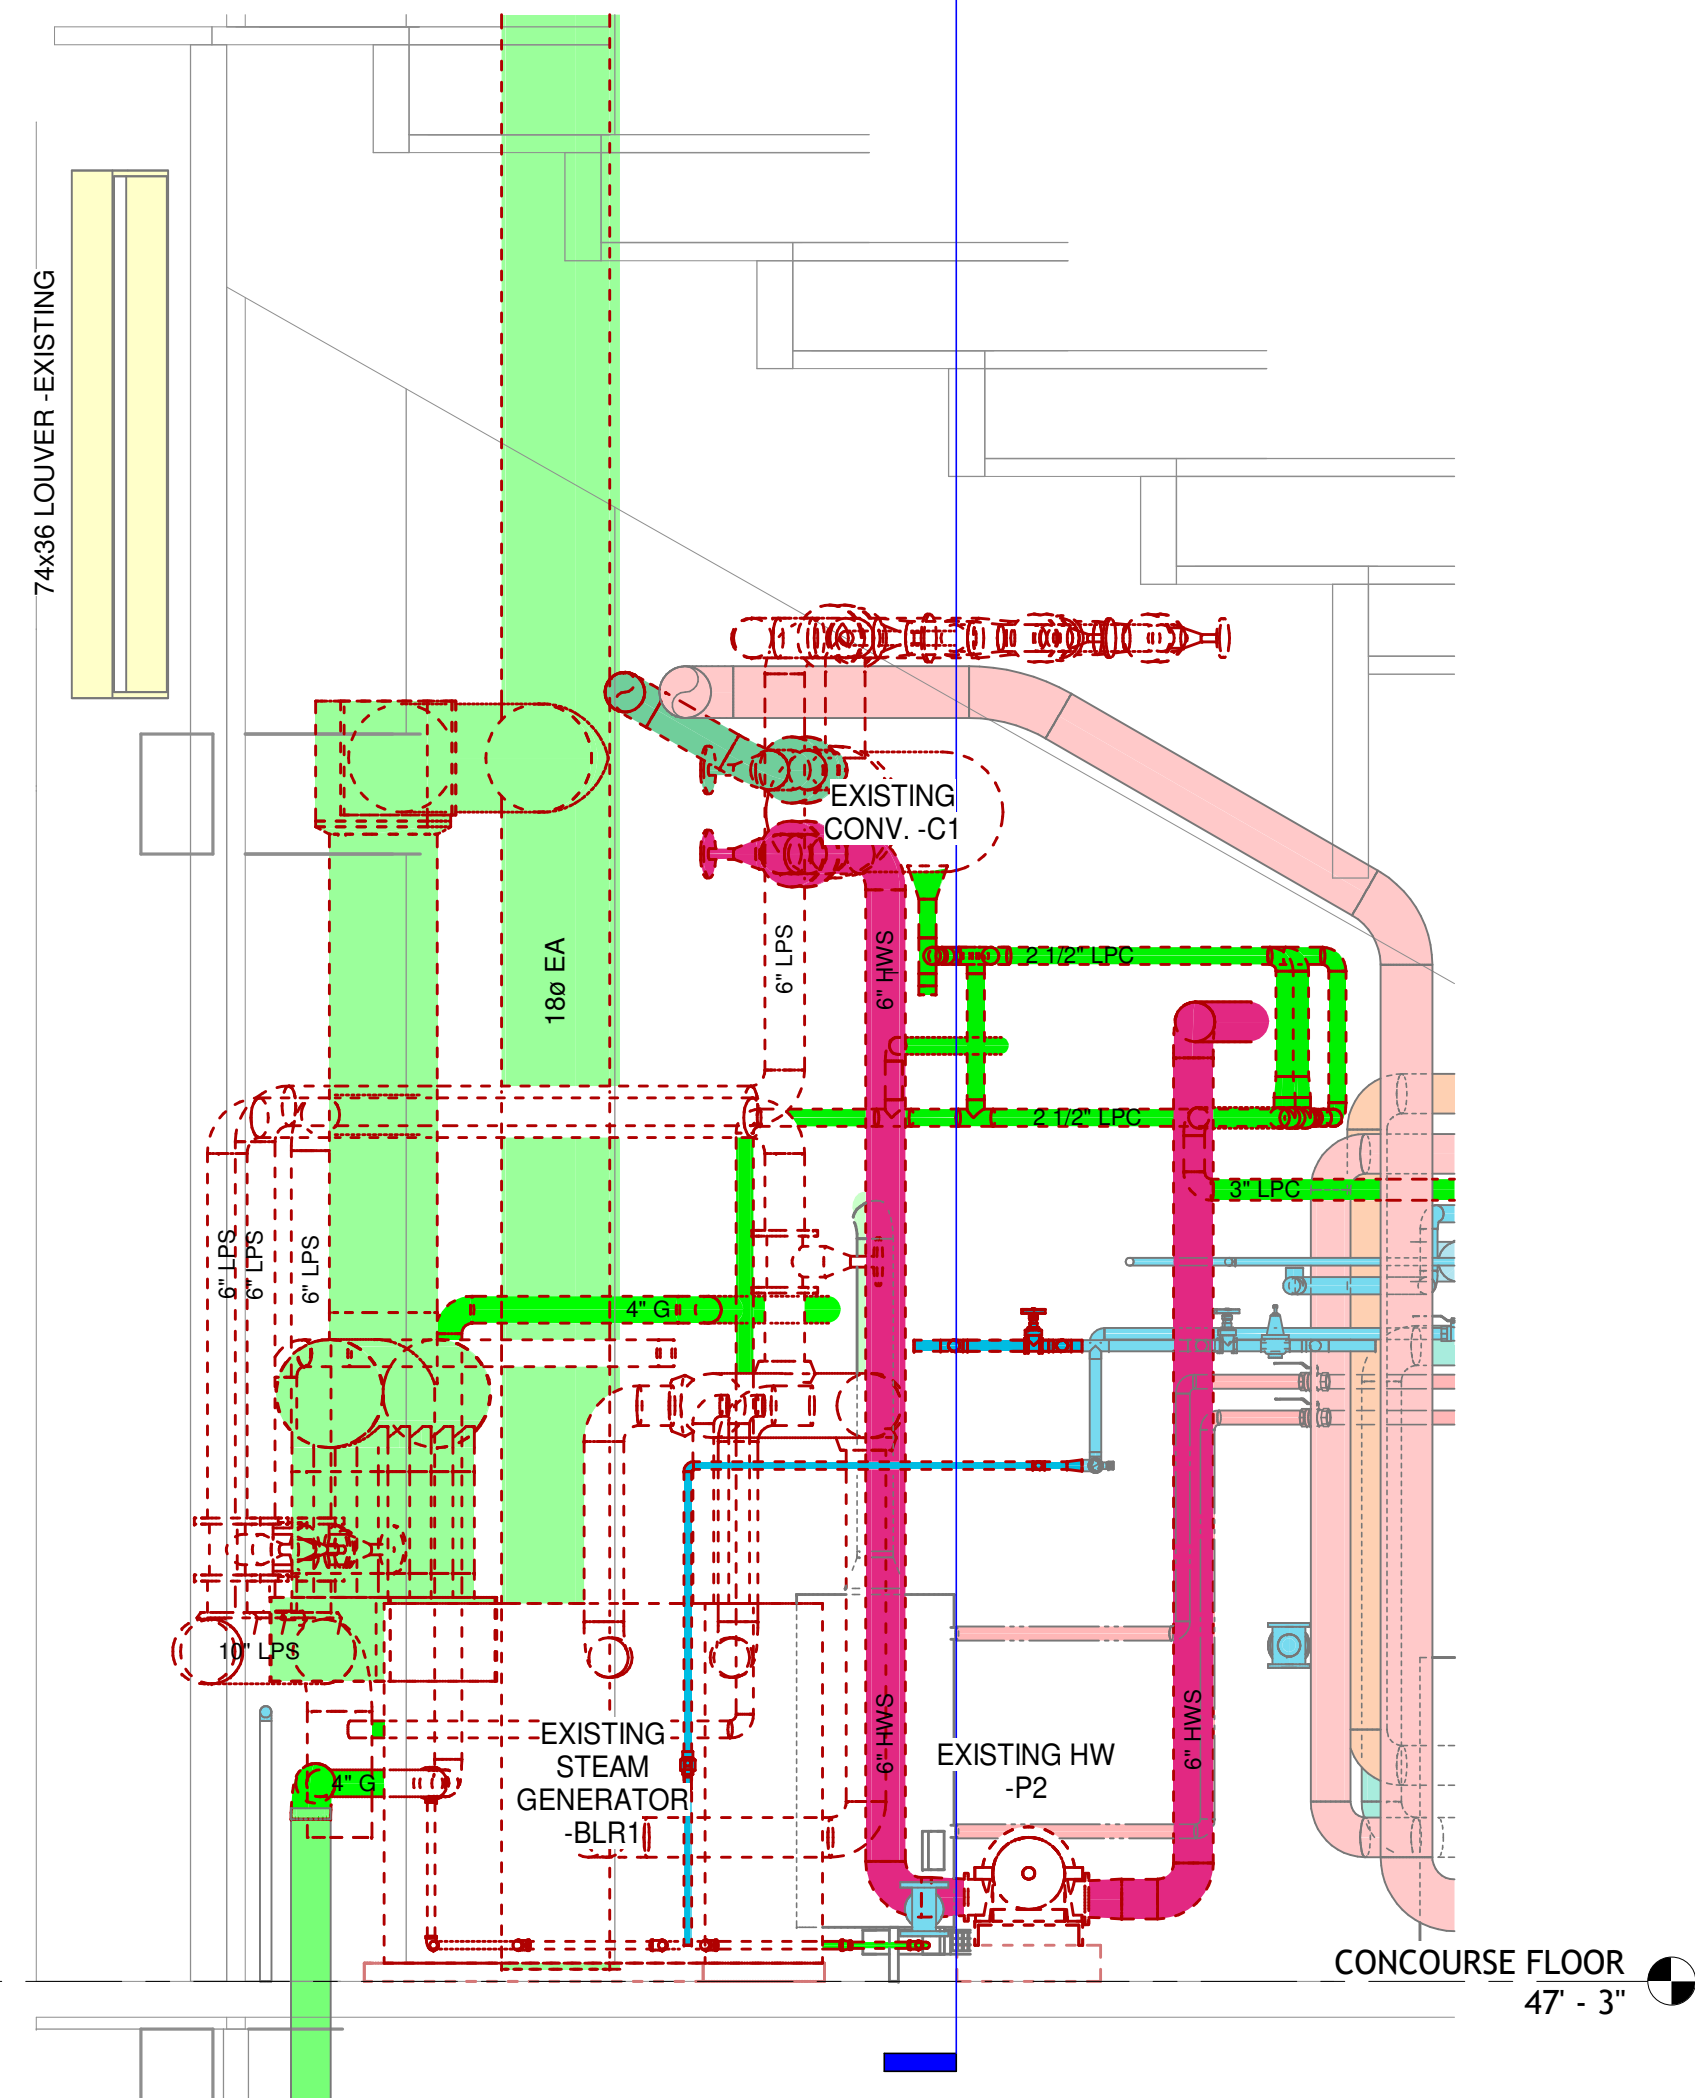 74x36 LOUVER -EXISTING
EXISTING
CONV. -C1
18ø EA
6" LPS
6" HWS
2 1/2" LPC
2 1/2" LPC
3" LPC
6" LPS
6" LPS
6" LPS
4" G
10" LPS
EXISTING
STEAM
GENERATOR
-BLR1
4" G
6" HWS
EXISTING HW
-P2
6" HWS
CONCOURSE FLOOR
47' - 3"